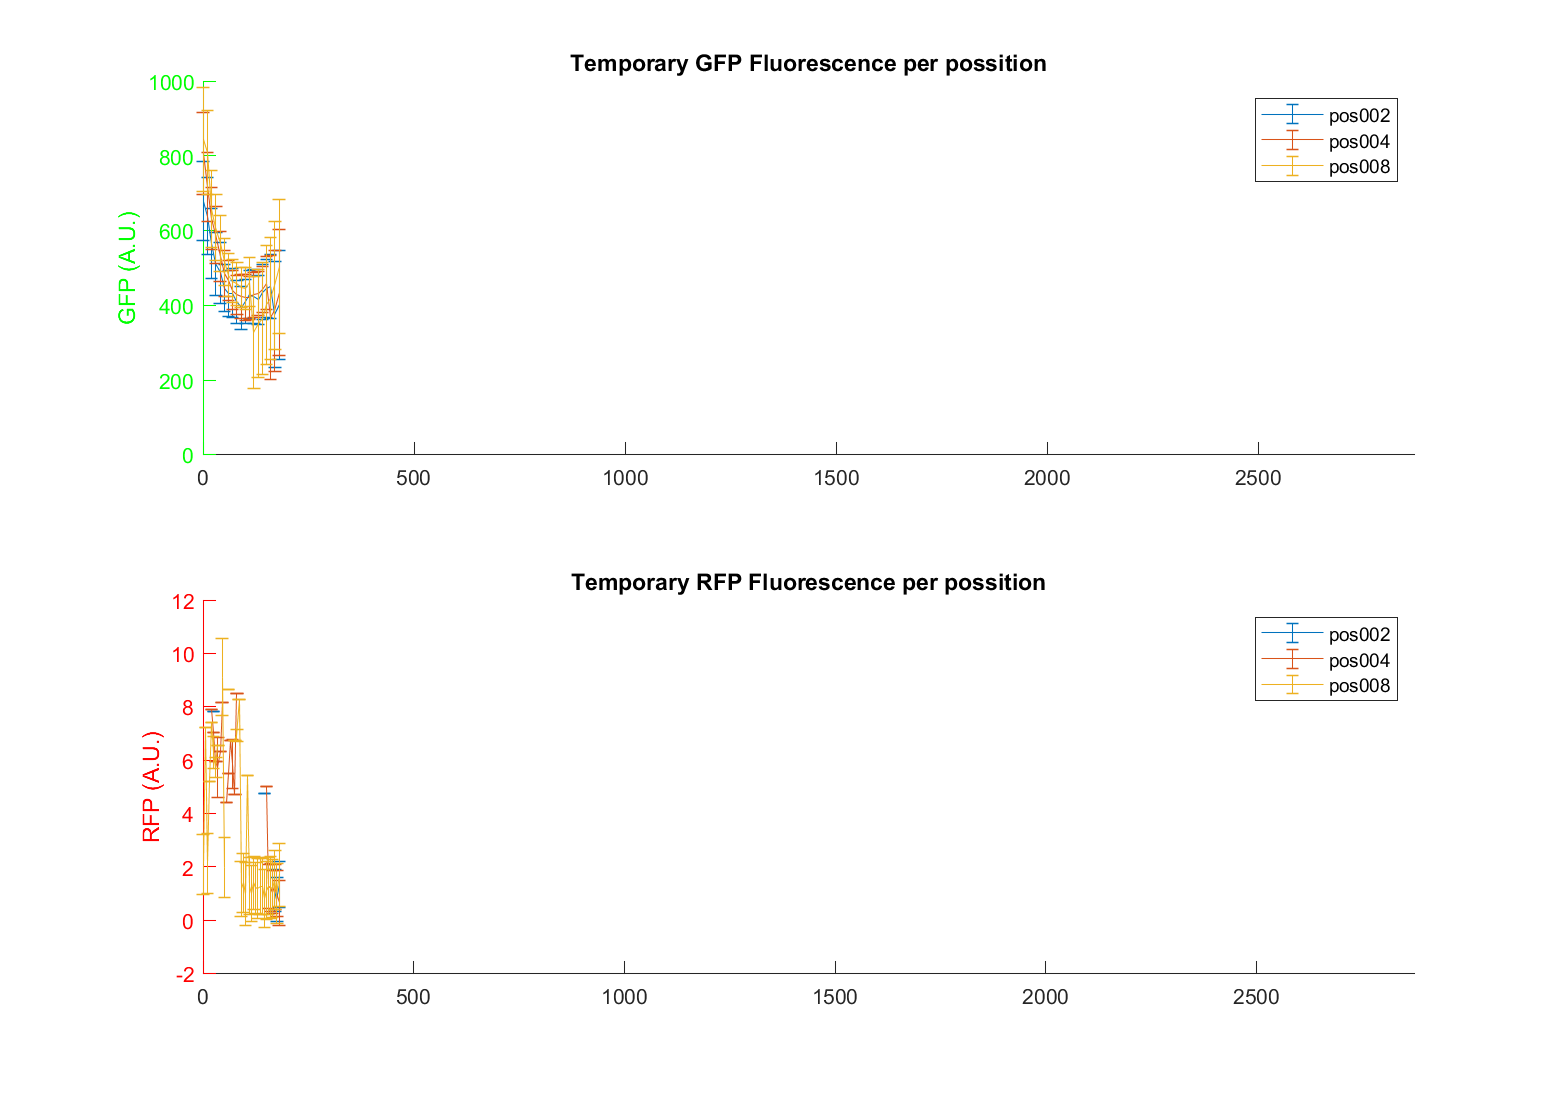 Temporary GFP Fluorescence per possition
1000
800
600
400
200
0
GFP (A.U.)
pos002
pos004
pos008
0 500 1000 1500 2000 2500
Temporary RFP Fluorescence per possition
12
10
8
6
4
2
0
-2
RFP (A.U.)
pos002
pos004
pos008
0 500 1000 1500 2000 2500